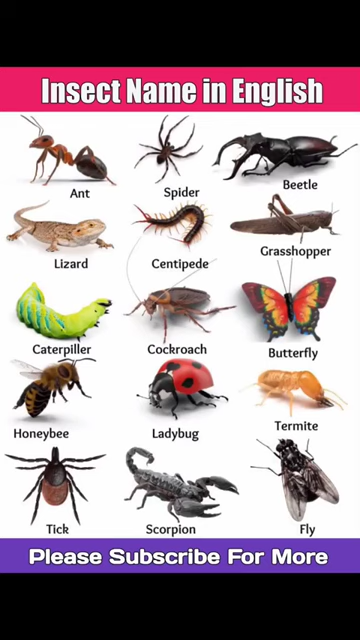 Insect Name in English
Ant
Spider
Beetle
Lizard
Centipede
Grasshopper
Caterpiller
Cockroach
Butterfly
Honeybee
Ladybug
Termite
Tick
Scorpion
Fly
Please Subscribe For More